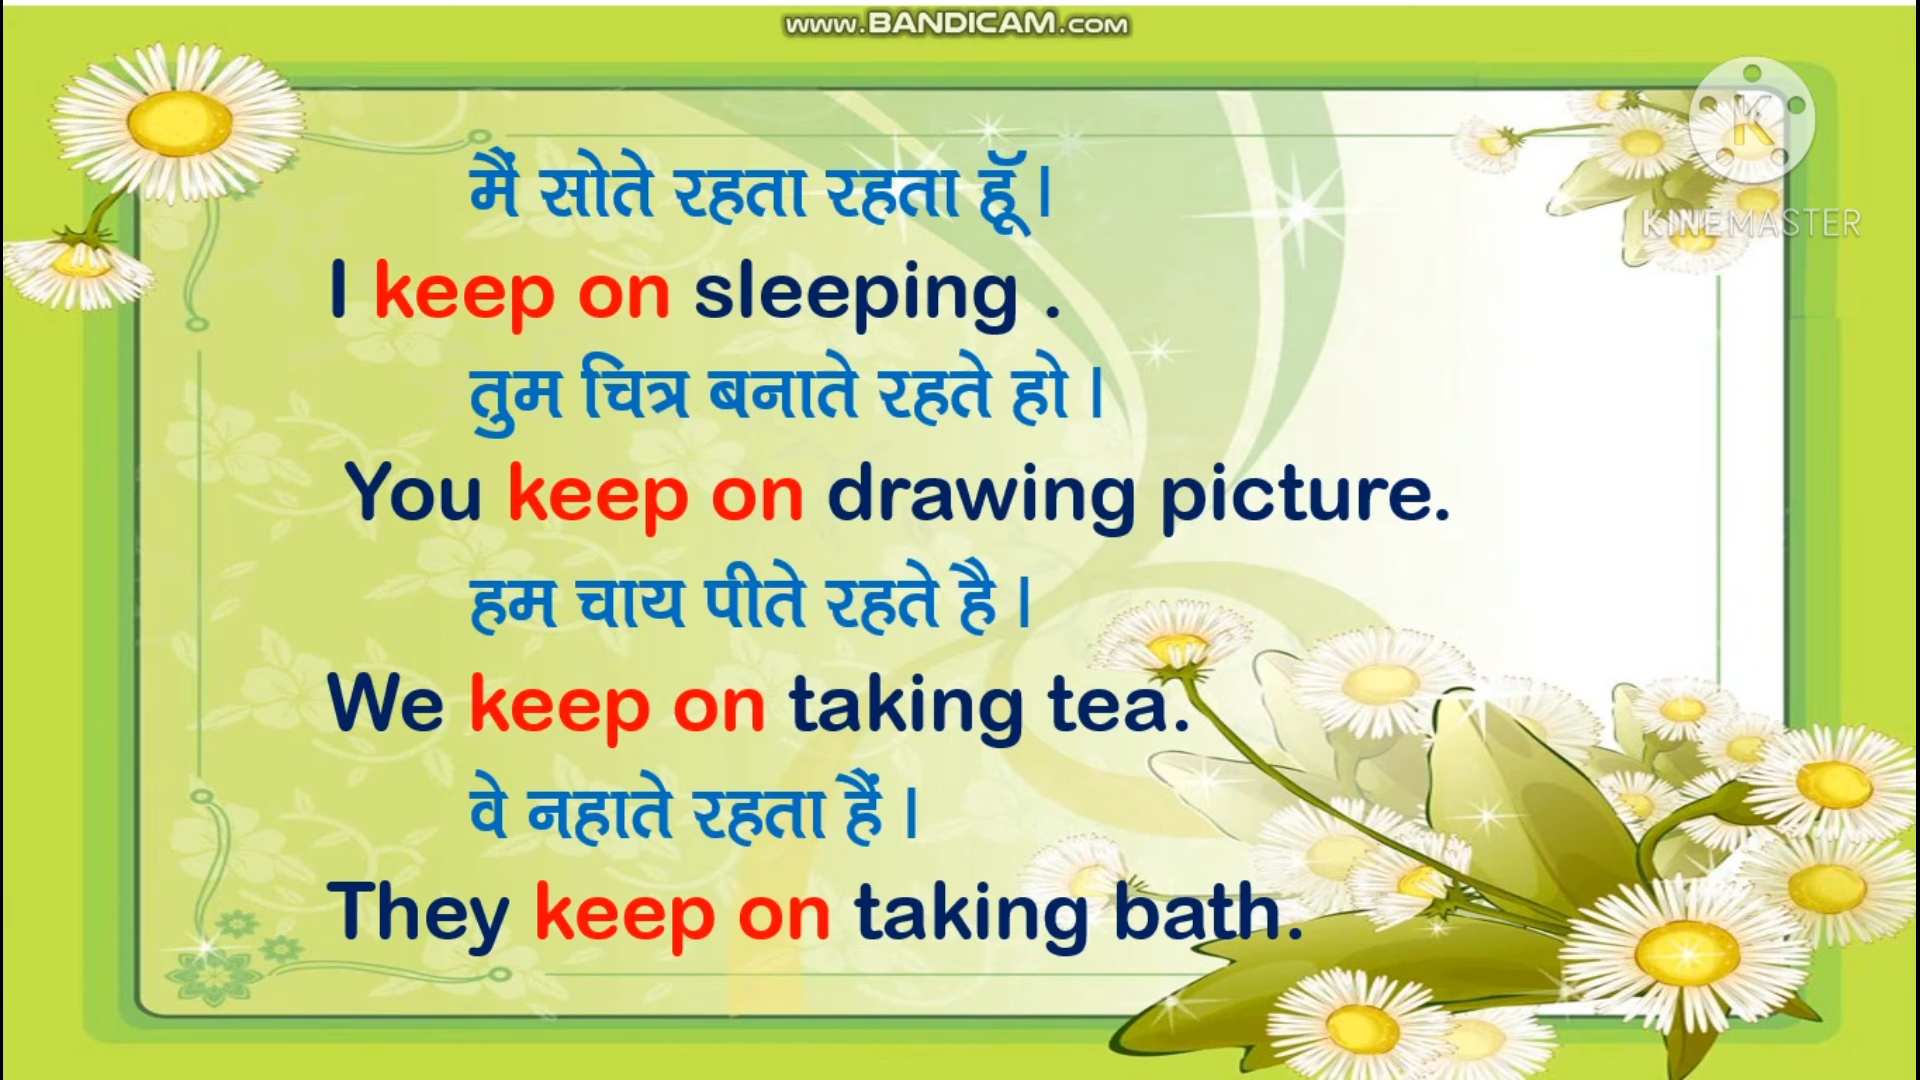 www.BANDICAM.com
K
KINEMASTER
मैं सोते रहता रहता हूॅं ।
I keep on sleeping .
तुम चित्र बनाते रहते हो ।
You keep on drawing picture.
हम चाय पीते रहते है ।
We keep on taking tea.
वे नहाते रहता हैं ।
They keep on taking bath.